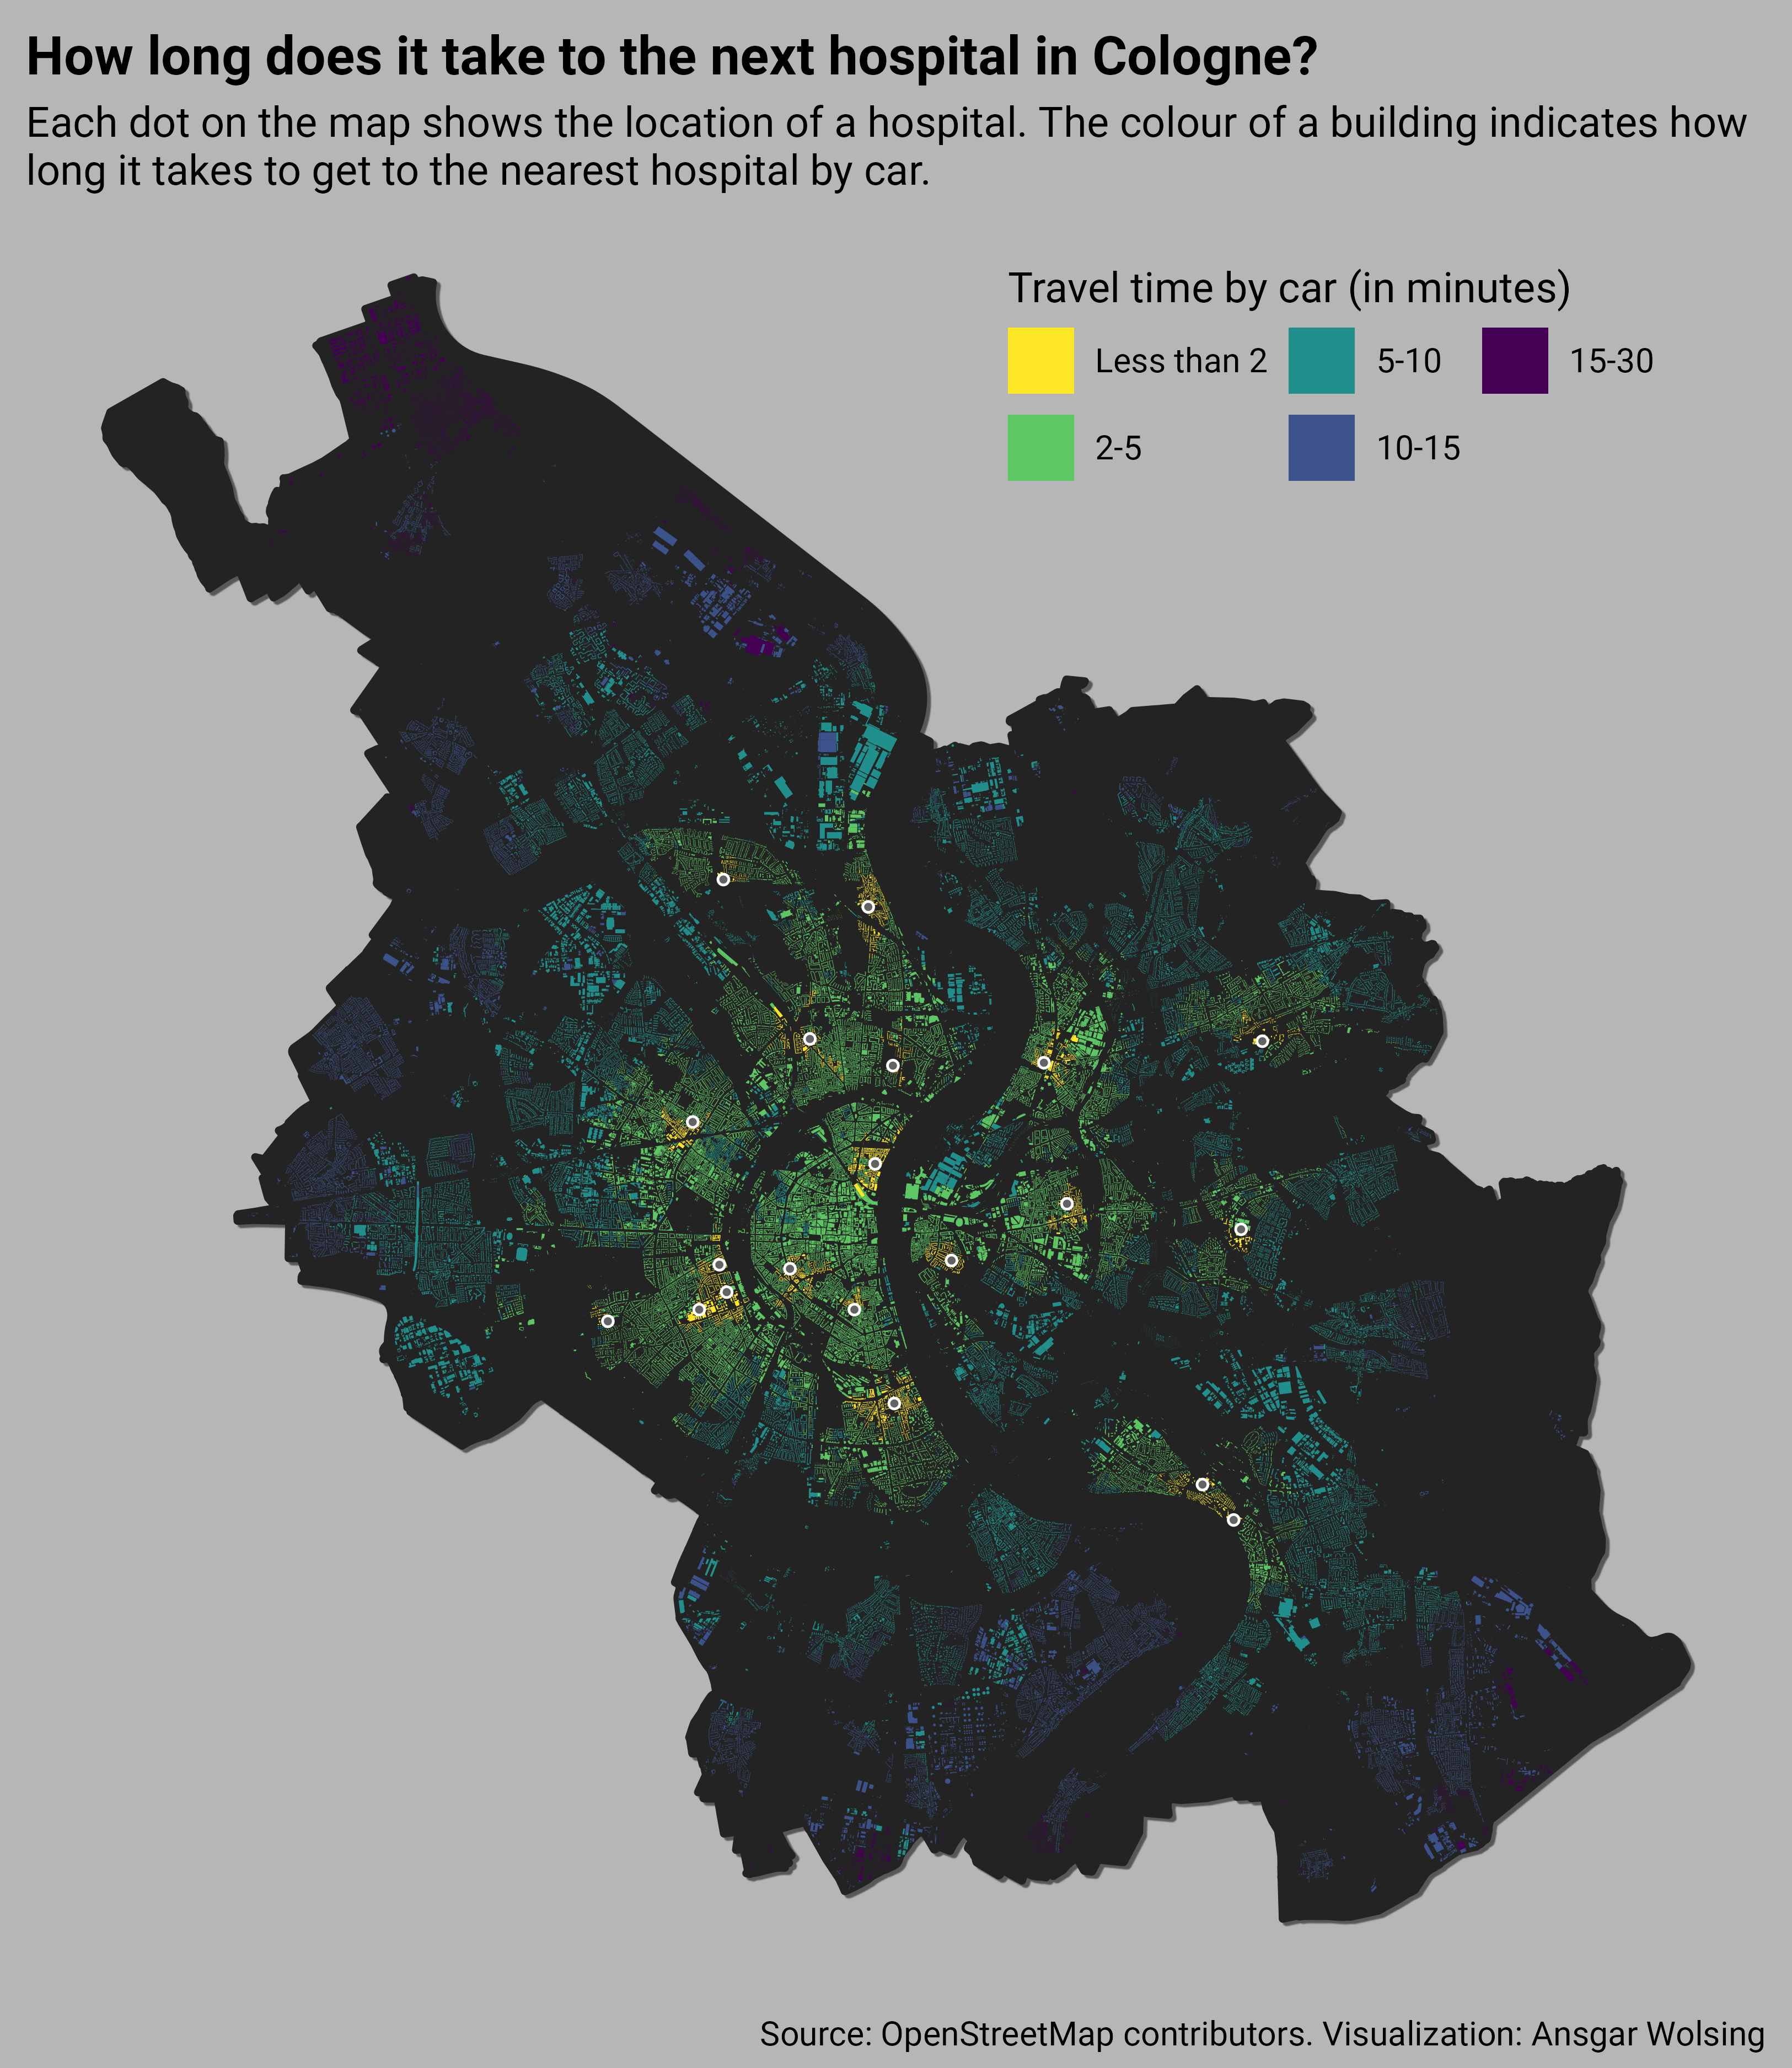 How long does it take to the next hospital in Cologne?
Each dot on the map shows the location of a hospital. The colour of a building indicates how
long it takes to get to the nearest hospital by car.
Travel time by car (in minutes)
Less than 2
5-10
15-30
2-5
10-15
Source: OpenStreetMap contributors. Visualization: Ansgar Wolsing